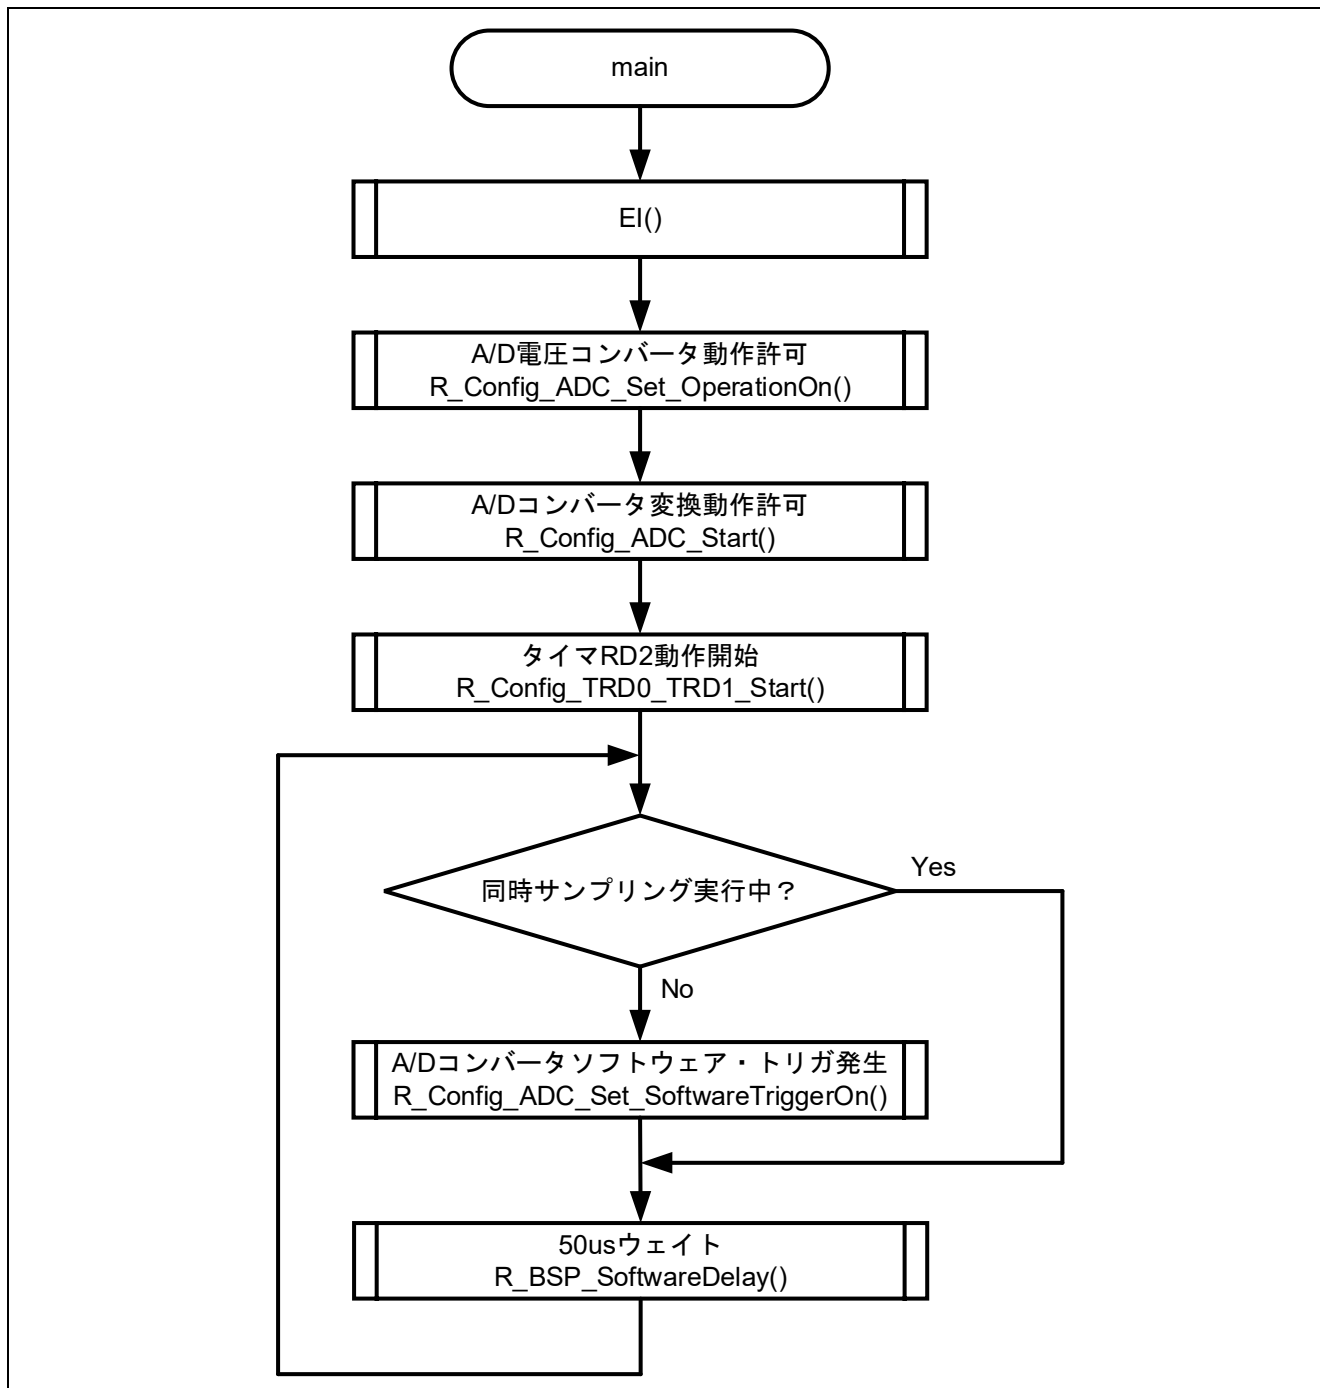 main
EI()
A/D電圧コンバータ動作許可
R_Config_ADC_Set_OperationOn()
A/Dコンバータ変換動作許可
R_Config_ADC_Start()
タイマRD2動作開始
R_Config_TRD0_TRD1_Start()
同時サンプリング実行中？
Yes
No
A/Dコンバータソフトウェア・トリガ発生
R_Config_ADC_Set_SoftwareTriggerOn()
50usウェイト
R_BSP_SoftwareDelay()